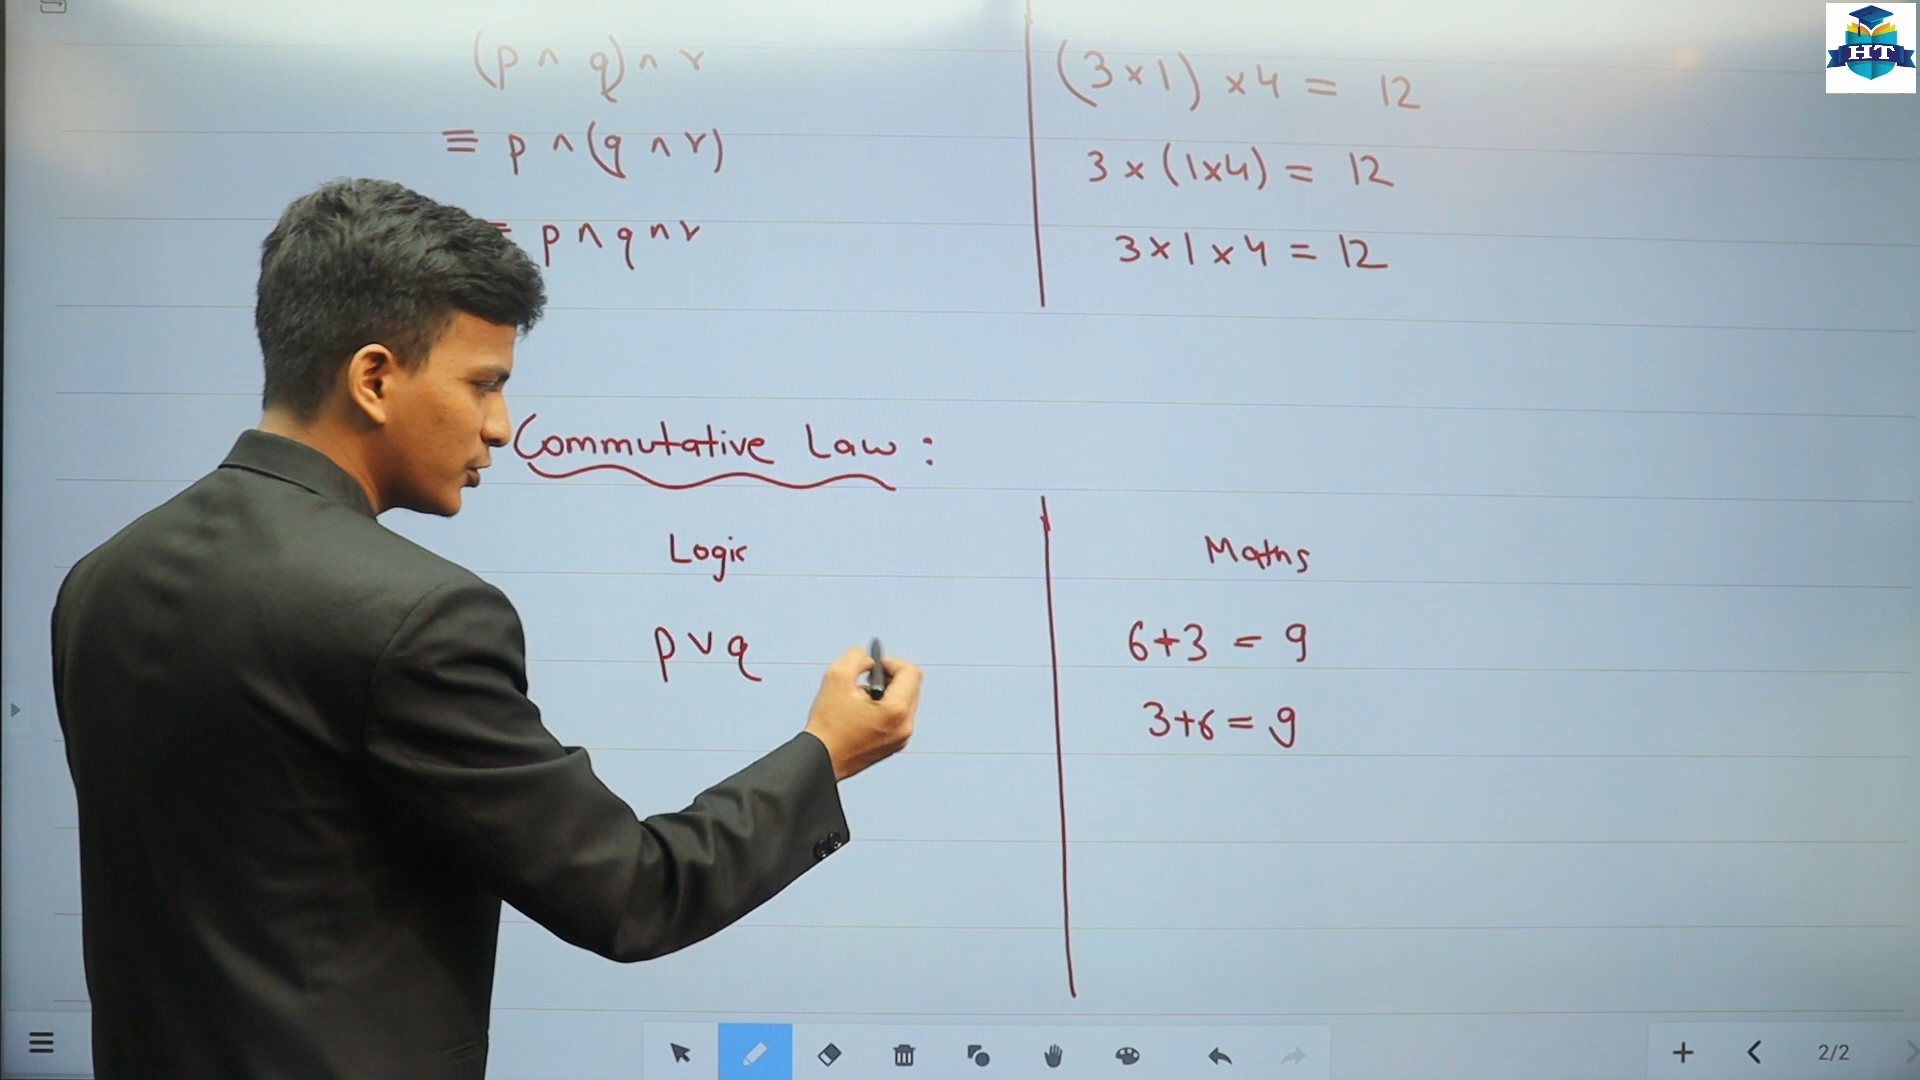 (p ∧ q) ∧ r
≡ p ∧ (q ∧ r)
≡ p ∧ q ∧ r
(3 × 1) × 4 = 12
3 × (1 × 4) = 12
3 × 1 × 4 = 12
HT
Commutative Law :
Logic
p ∨ q
Maths
6 + 3 = 9
3 + 6 = 9
2/2